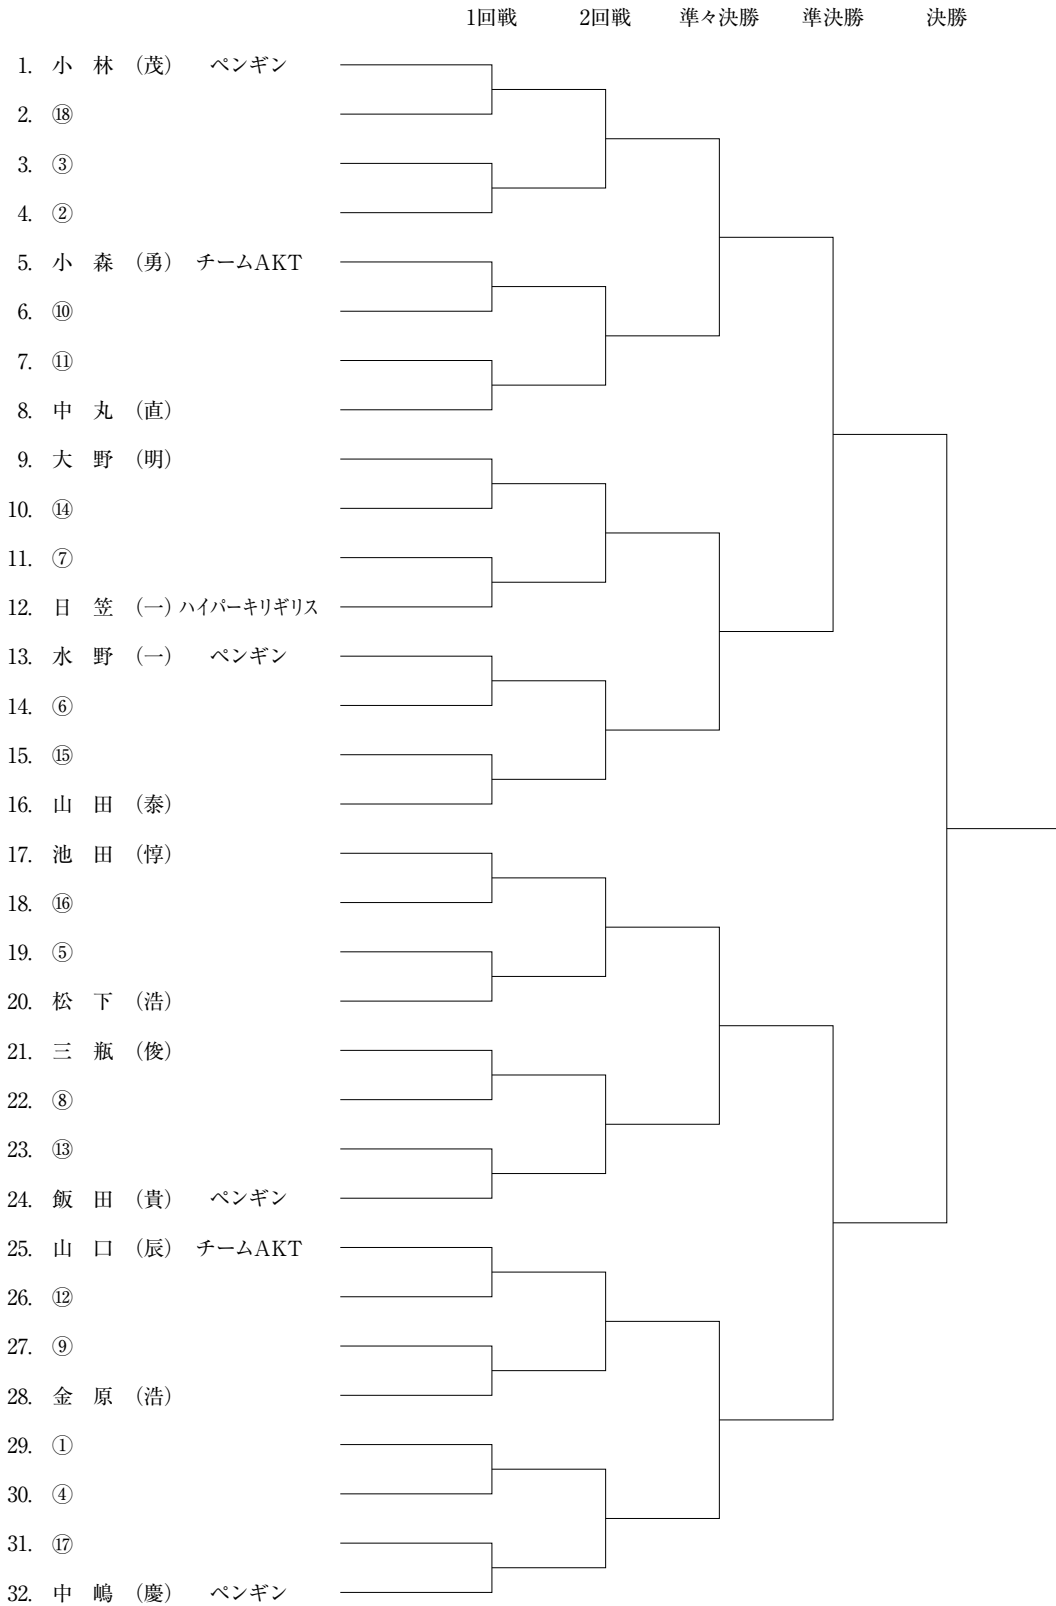 1回戦 2回戦 準々決勝 準決勝 決勝
1. 小 林 (茂) ペンギン
2. ⑱
3. ③
4. ②
5. 小 森 (勇) チームAKT
6. ⑩
7. ⑪
8. 中 丸 (直)
9. 大 野 (明)
10. ⑭
11. ⑦
12. 日 笠 (一) ハイパーキリギリス
13. 水 野 (一) ペンギン
14. ⑥
15. ⑮
16. 山 田 (泰)
17. 池 田 (惇)
18. ⑯
19. ⑤
20. 松 下 (浩)
21. 三 瓶 (俊)
22. ⑧
23. ⑬
24. 飯 田 (貴) ペンギン
25. 山 口 (辰) チームAKT
26. ⑫
27. ⑨
28. 金 原 (浩)
29. ①
30. ④
31. ⑰
32. 中 嶋 (慶) ペンギン